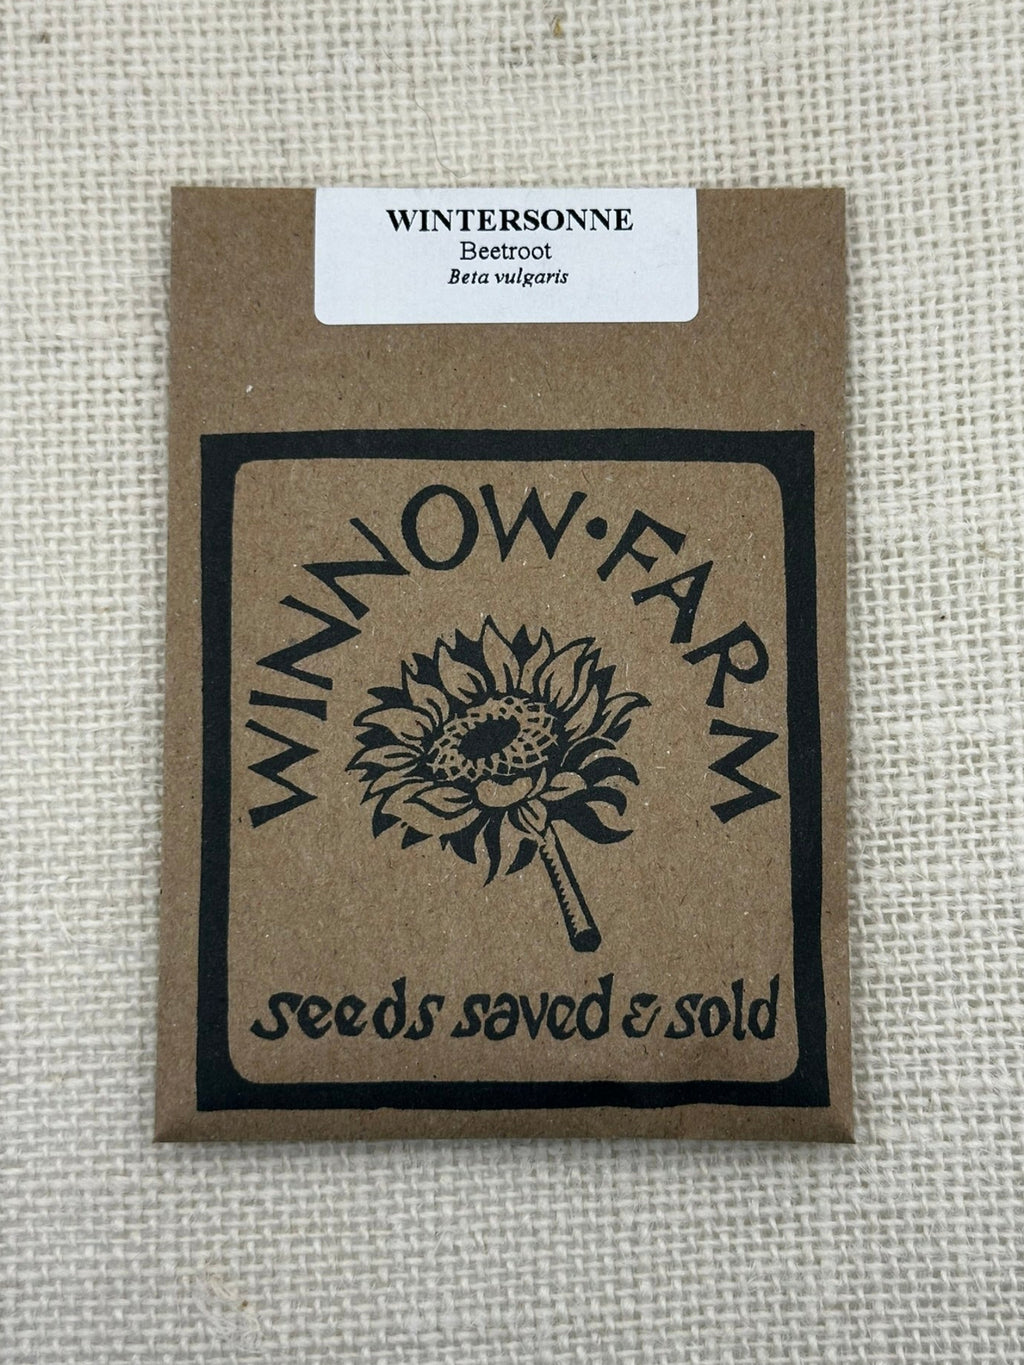 WINTERSONNE
Beetroot
Beta vulgaris
WINNOW·FARM
seeds saved & sold